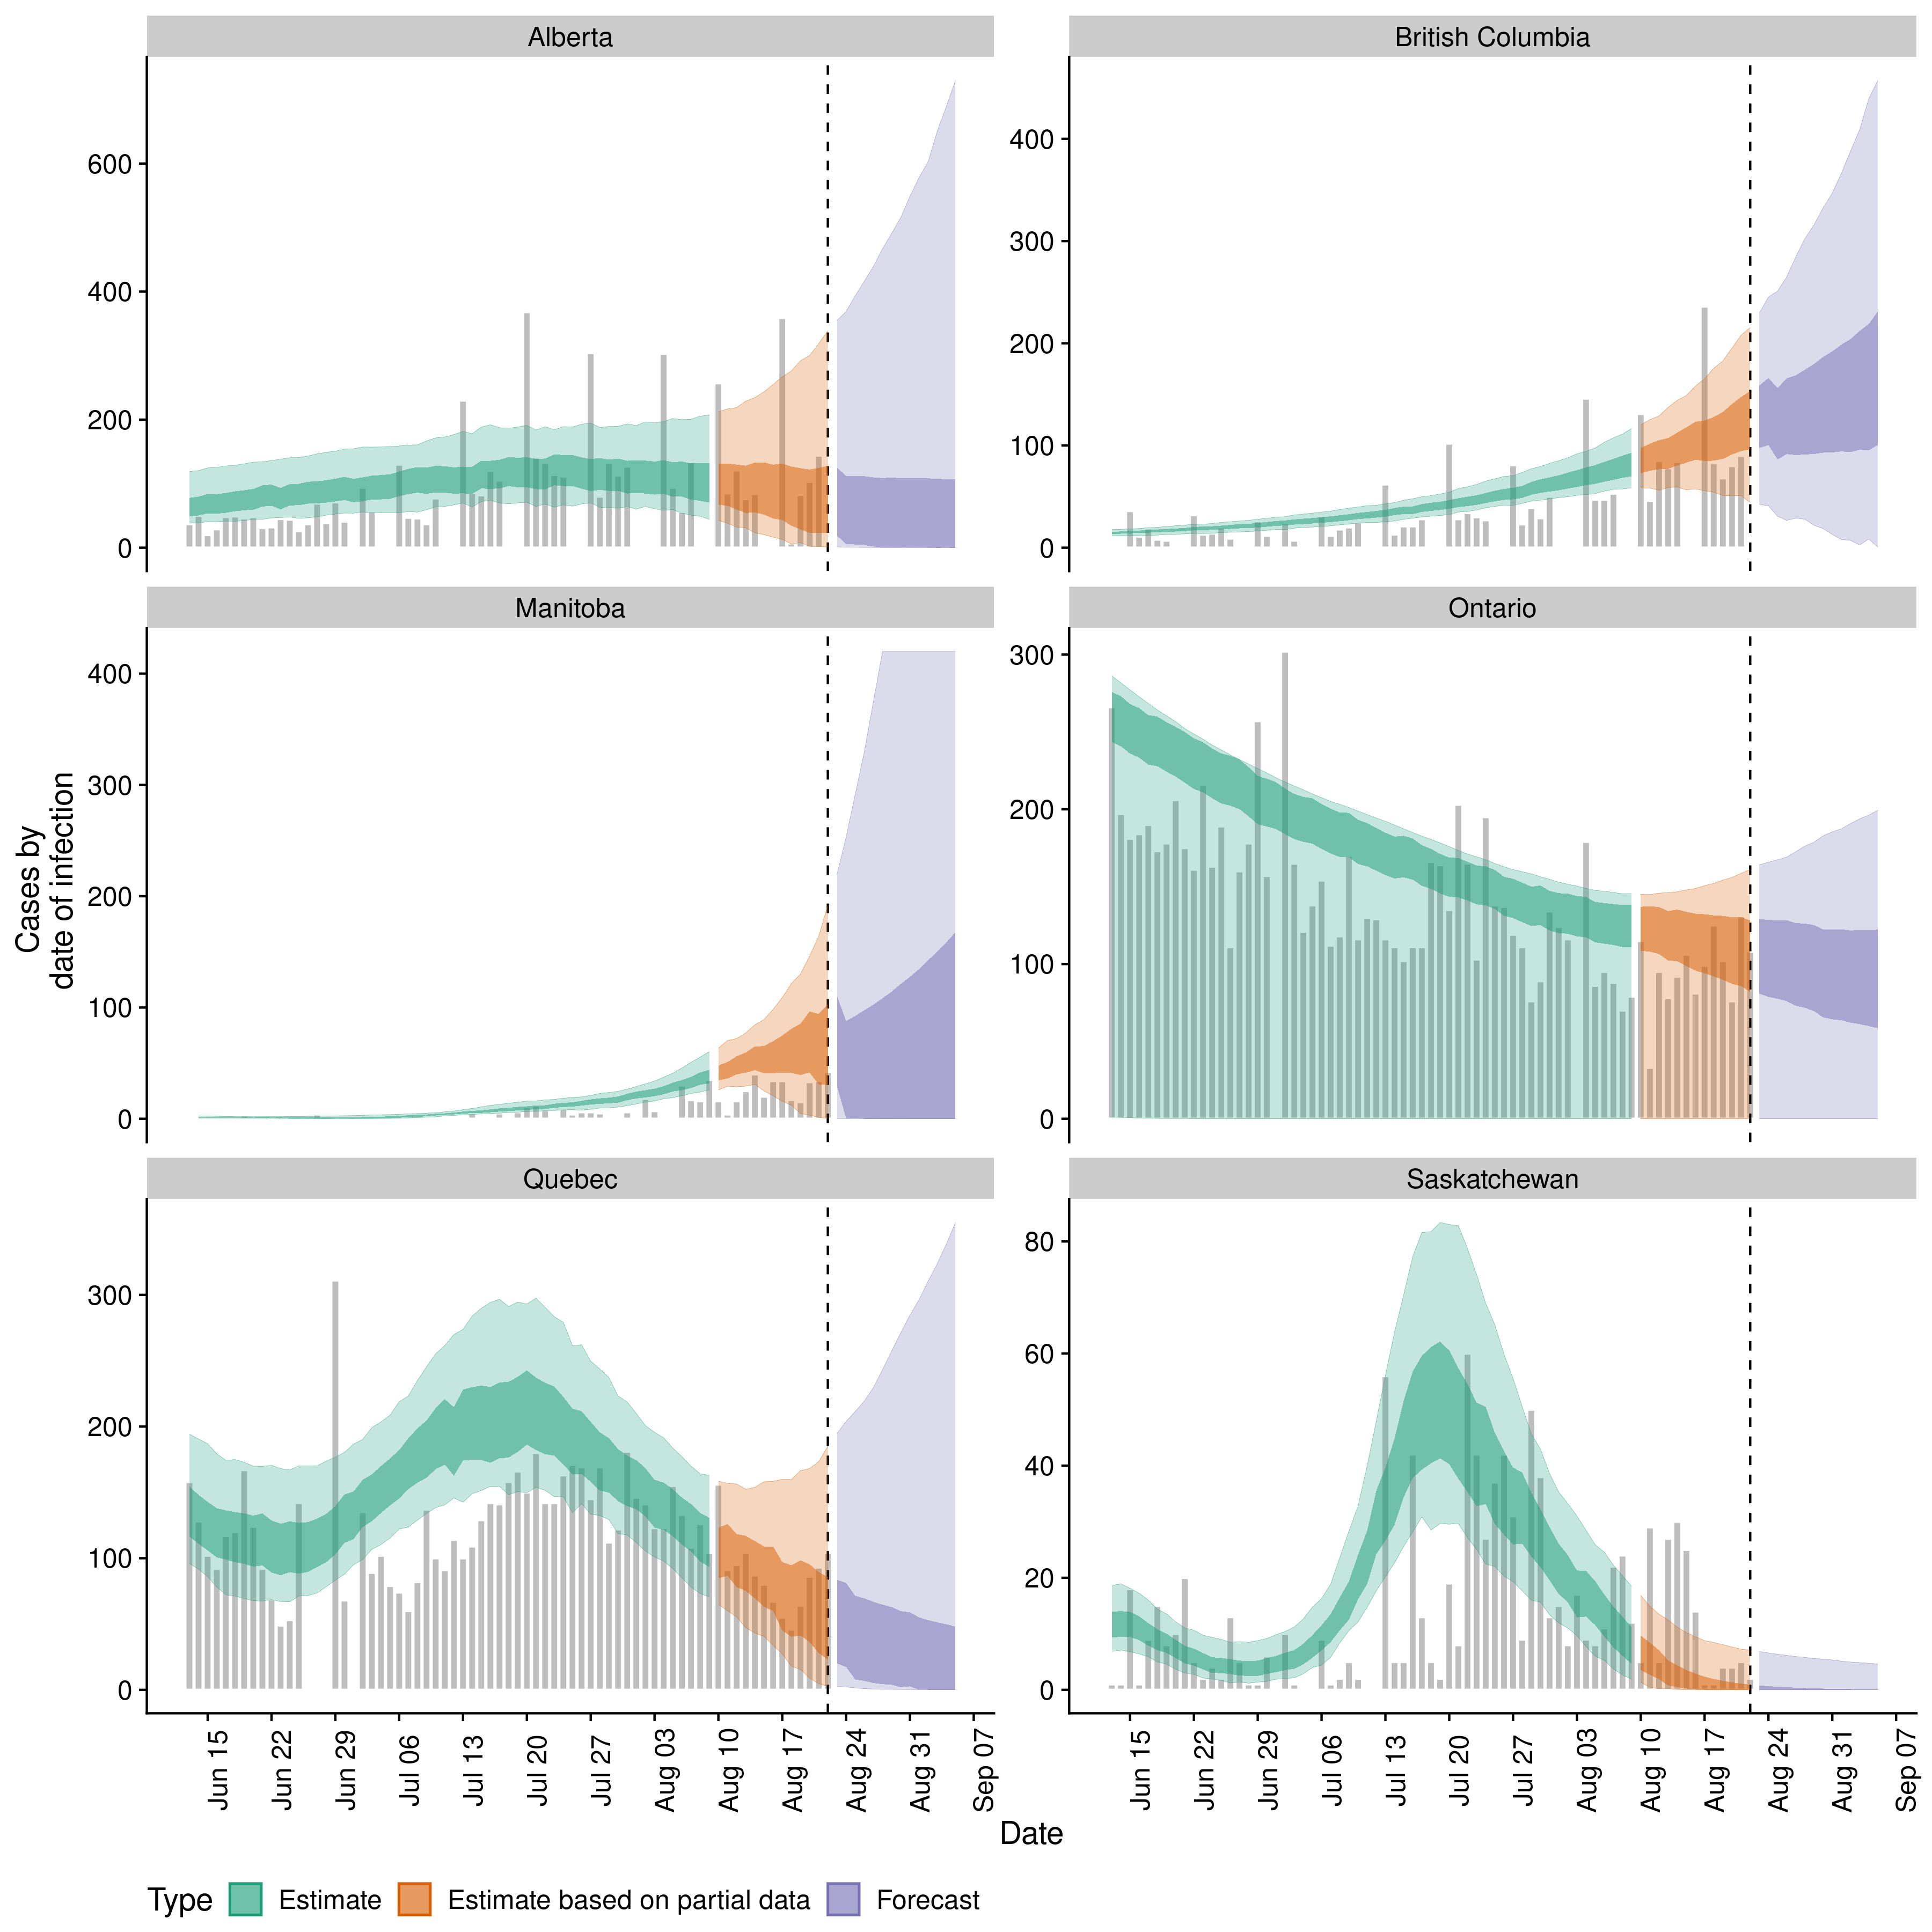 Alberta
British Columbia
600
400
200
0
400
300
200
100
0
Manitoba
Ontario
400
300
200
100
0
300
200
100
0
Cases by
date of infection
Quebec
Saskatchewan
300
200
100
0
80
60
40
20
0
Jun 15
Jun 22
Jun 29
Jul 06
Jul 13
Jul 20
Jul 27
Aug 03
Aug 10
Aug 17
Aug 24
Aug 31
Sep 07
Jun 15
Jun 22
Jun 29
Jul 06
Jul 13
Jul 20
Jul 27
Aug 03
Aug 10
Aug 17
Aug 24
Aug 31
Sep 07
Date
Type Estimate Estimate based on partial data Forecast